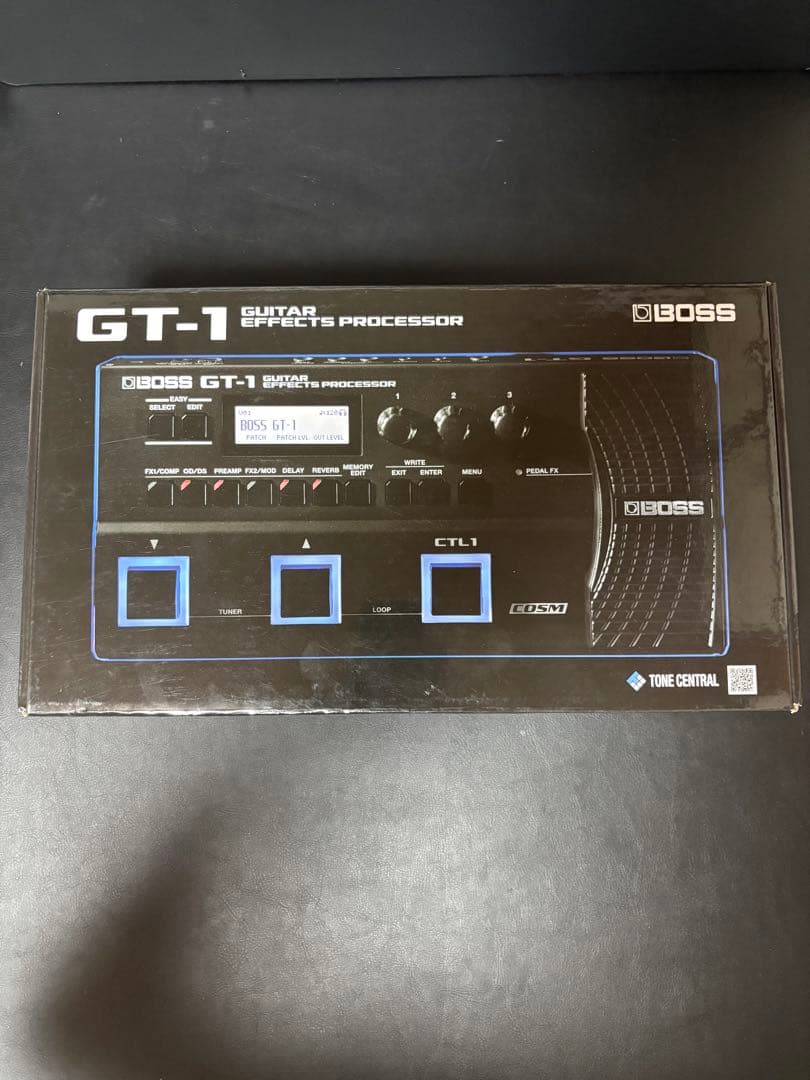 GT-1 GUITAR EFFECTS PROCESSOR
BOSS
BOSS GT-1 GUITAR EFFECTS PROCESSOR
EASY
SELECT EDIT
U01 ♩:120
BOSS GT-1
PATCH PATCH LVL OUT LEVEL
1 2 3
FX1/COMP OD/DS PREAMP FX2/MOD DELAY REVERB MEMORY EDIT
WRITE
EXIT ENTER MENU
PEDAL FX
BOSS
▼ ▲ CTL1
TUNER LOOP
COSM
TONE CENTRAL